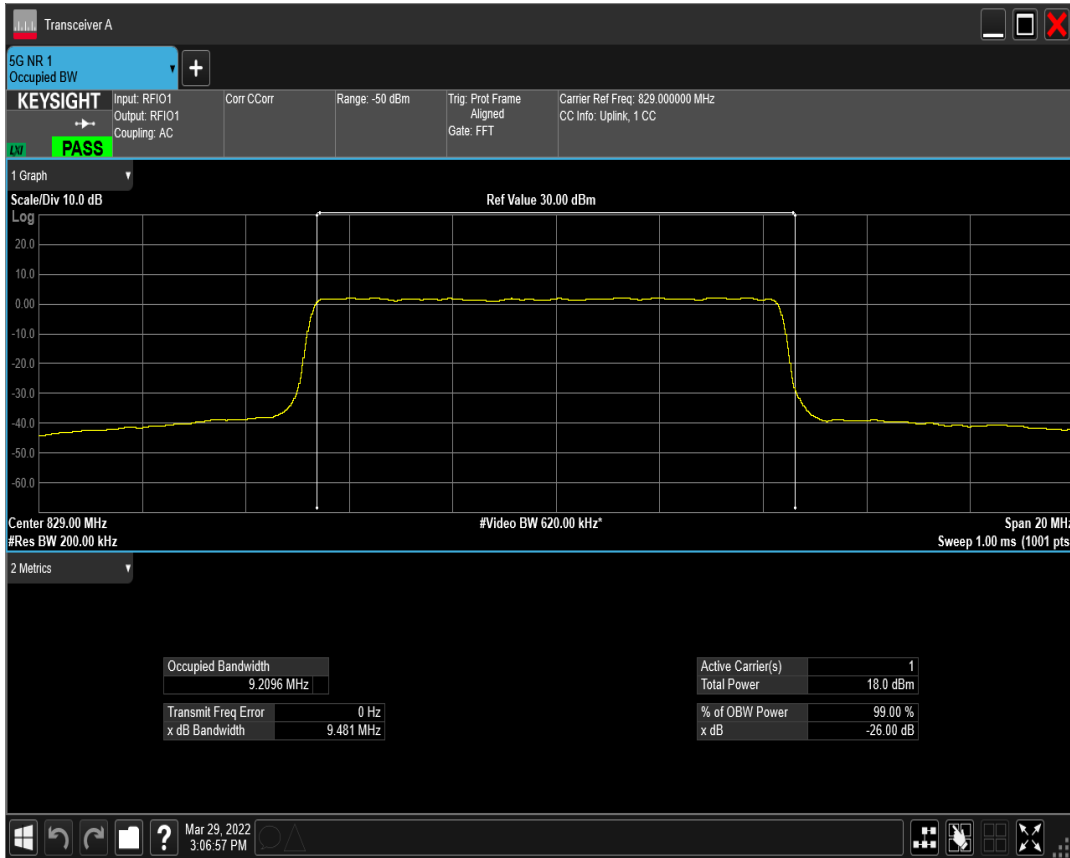 Transceiver A
5G NR 1
Occupied BW
KEYSIGHT
LXI
PASS
Input: RFIO1
Output: RFIO1
Coupling: AC
Corr CCorr
Range: -50 dBm
Trig: Prot Frame
Aligned
Gate: FFT
Carrier Ref Freq: 829.000000 MHz
CC Info: Uplink, 1 CC
1 Graph
Scale/Div 10.0 dB
Ref Value 30.00 dBm
Log
20.0
10.0
0.00
-10.0
-20.0
-30.0
-40.0
-50.0
-60.0
Center 829.00 MHz
#Video BW 620.00 kHz*
Span 20 MHz
#Res BW 200.00 kHz
Sweep 1.00 ms (1001 pts
2 Metrics
Occupied Bandwidth
9.2096 MHz
Transmit Freq Error 0 Hz
x dB Bandwidth 9.481 MHz
Active Carrier(s) 1
Total Power 18.0 dBm
% of OBW Power 99.00 %
x dB -26.00 dB
Mar 29, 2022
3:06:57 PM